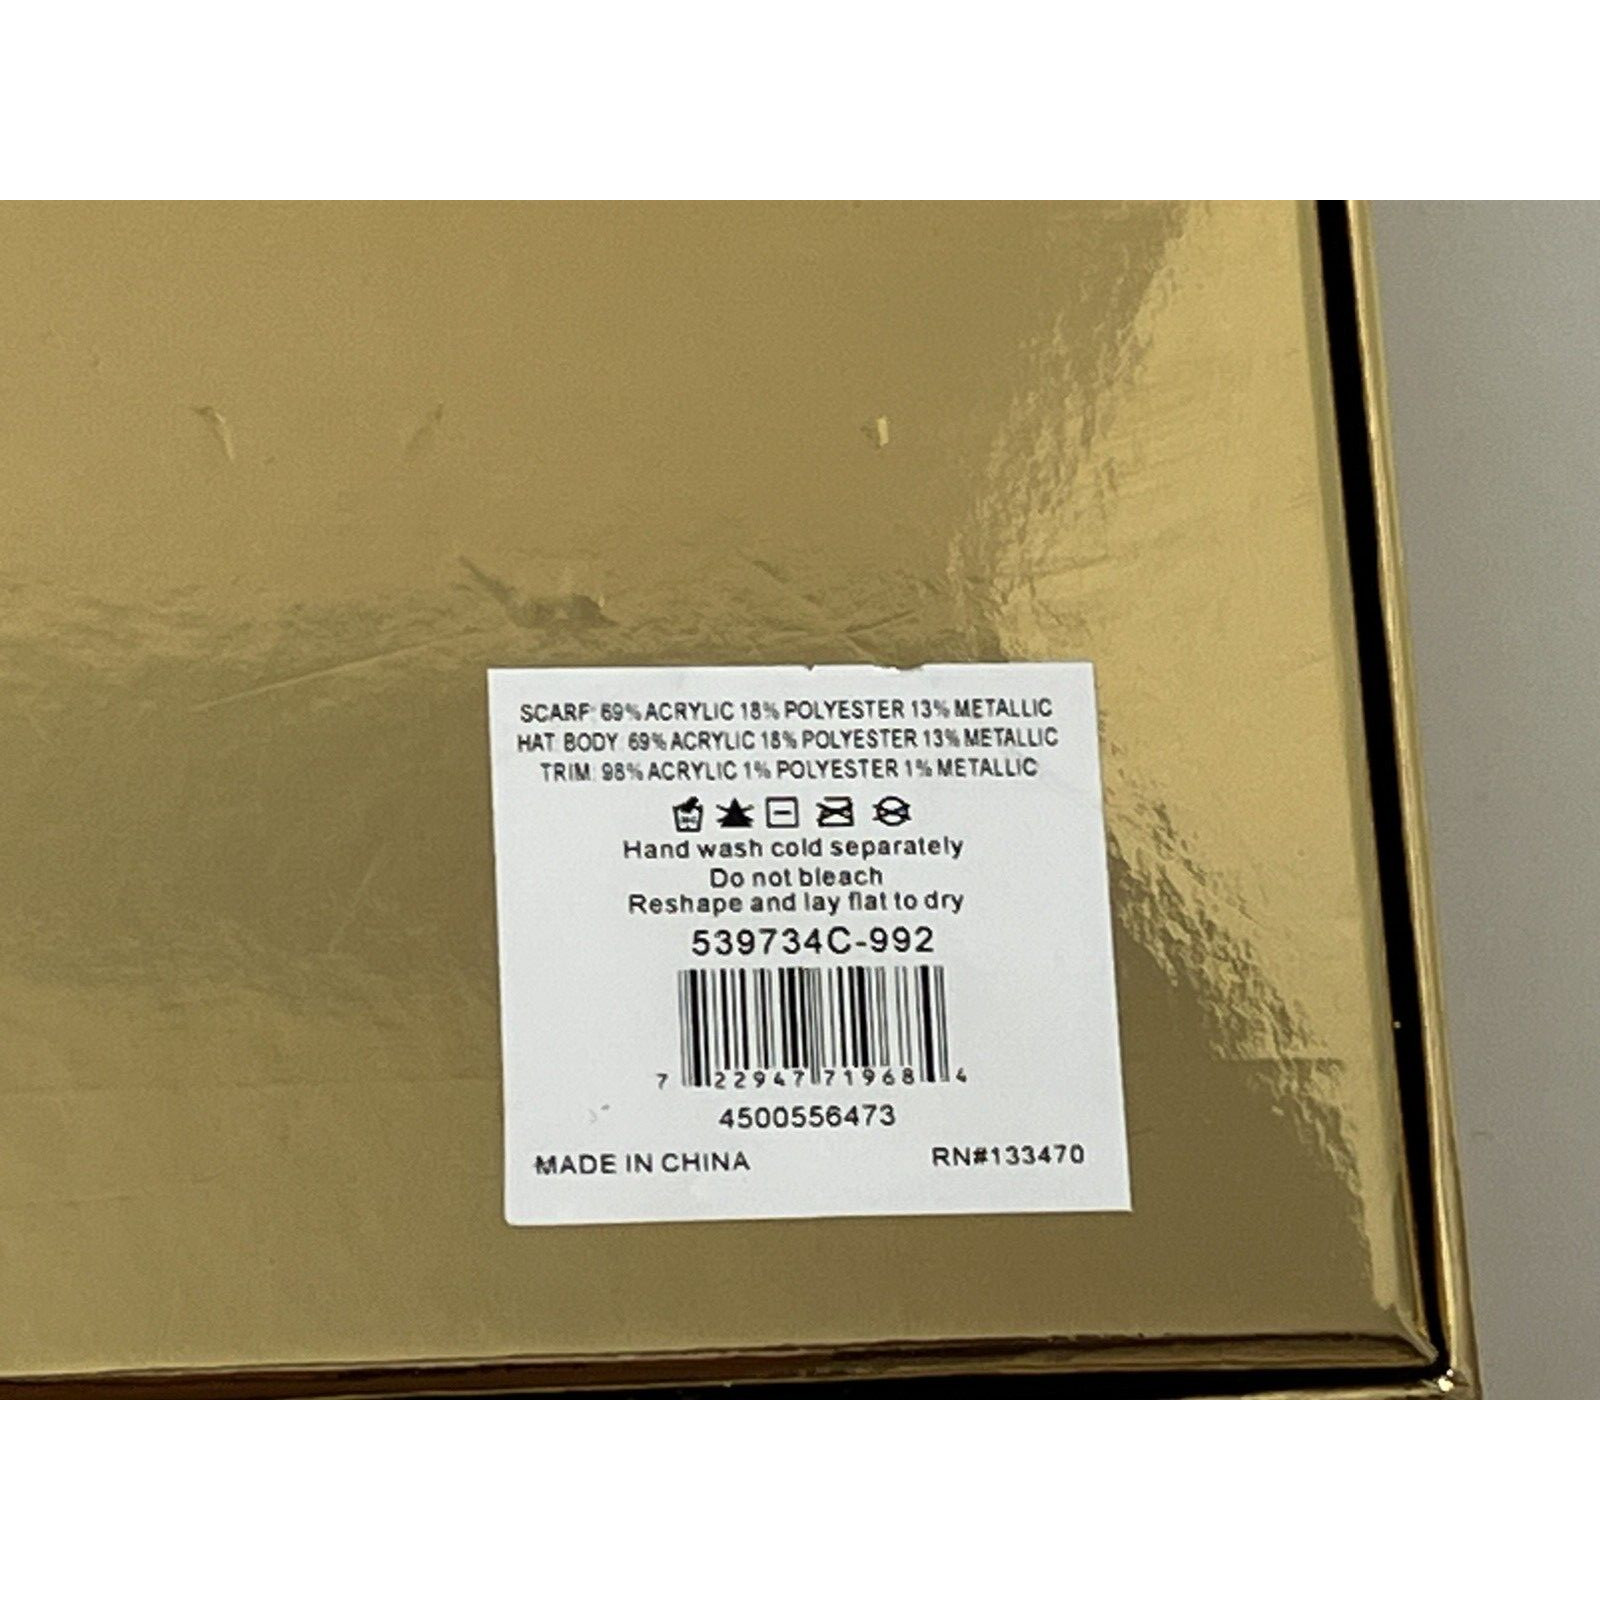 SCARF: 69% ACRYLIC 18% POLYESTER 13% METALLIC
HAT: BODY: 69% ACRYLIC 18% POLYESTER 13% METALLIC
TRIM: 98% ACRYLIC 1% POLYESTER 1% METALLIC
Hand wash cold separately
Do not bleach
Reshape and lay flat to dry
539734C-992
7 22947 71968 4
4500556473
MADE IN CHINA RN#133470